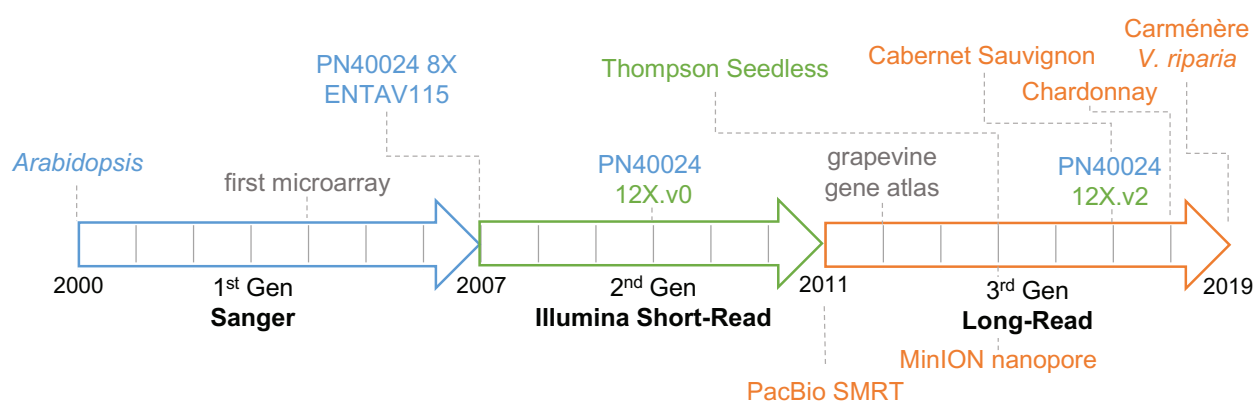 Carménère
V. riparia
Cabernet Sauvignon
Chardonnay
Thompson Seedless
PN40024 8X
ENTAV115
Arabidopsis
first microarray
PN40024
12X.v0
grapevine
gene atlas
PN40024
12X.v2
2000
1st Gen
Sanger
2007
2nd Gen
Illumina Short-Read
2011
3rd Gen
Long-Read
2019
MinION nanopore
PacBio SMRT